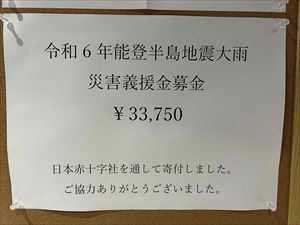 令和6年能登半島地震大雨
災害義援金募金
￥33,750
日本赤十字社を通して寄付しました。
ご協力ありがとうございました。